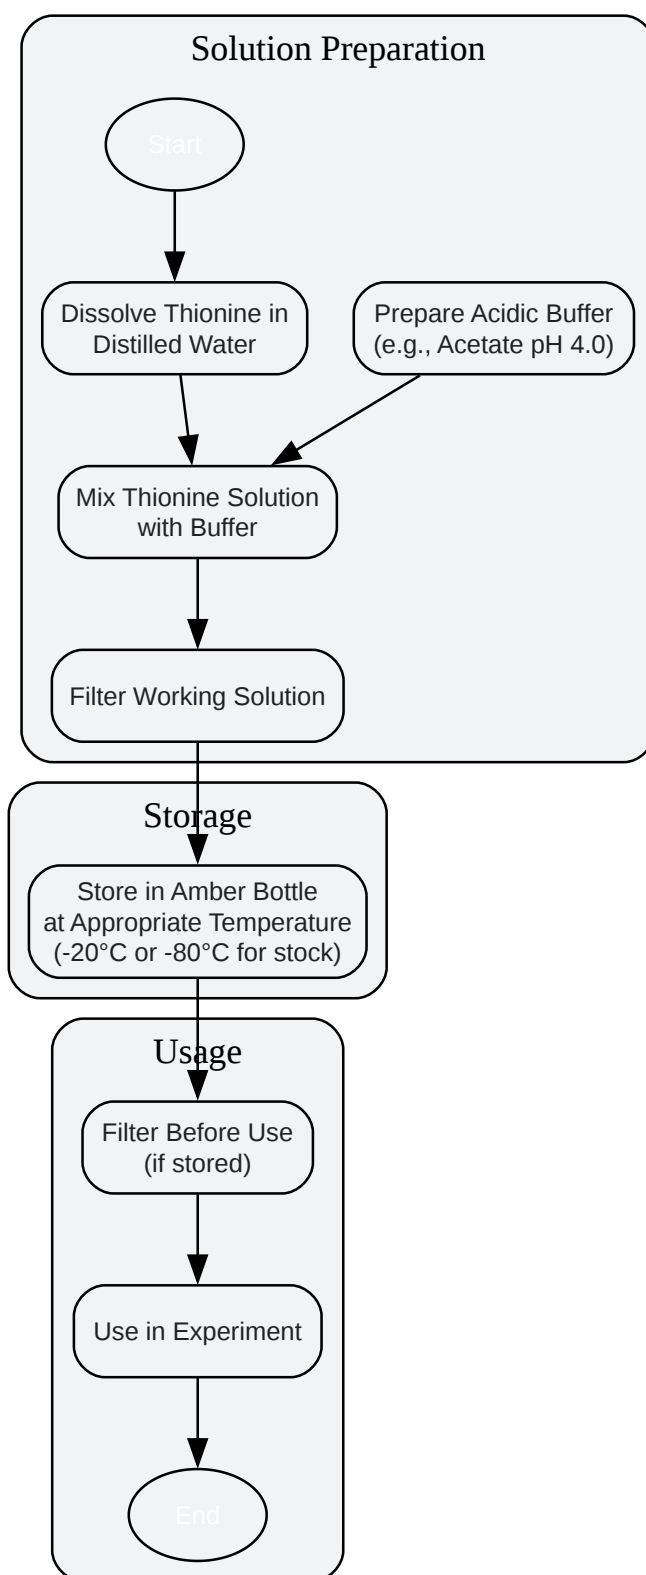 Solution Preparation
Start
Dissolve Thionine in
Distilled Water
Prepare Acidic Buffer
(e.g., Acetate pH 4.0)
Mix Thionine Solution
with Buffer
Filter Working Solution
Storage
Store in Amber Bottle
at Appropriate Temperature
(-20°C or -80°C for stock)
Usage
Filter Before Use
(if stored)
Use in Experiment
End